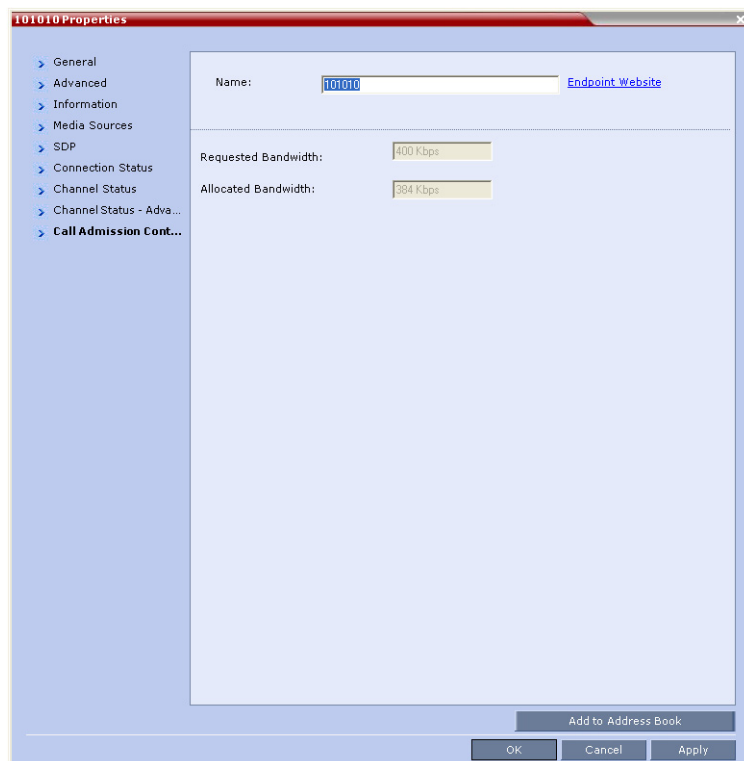 101010 Properties
General
Advanced
Information
Media Sources
SDP
Connection Status
Channel Status
Channel Status - Adva...
Call Admission Cont...
Name: 101010 Endpoint Website
Requested Bandwidth: 400 Kbps
Allocated Bandwidth: 384 Kbps
Add to Address Book
OK Cancel Apply